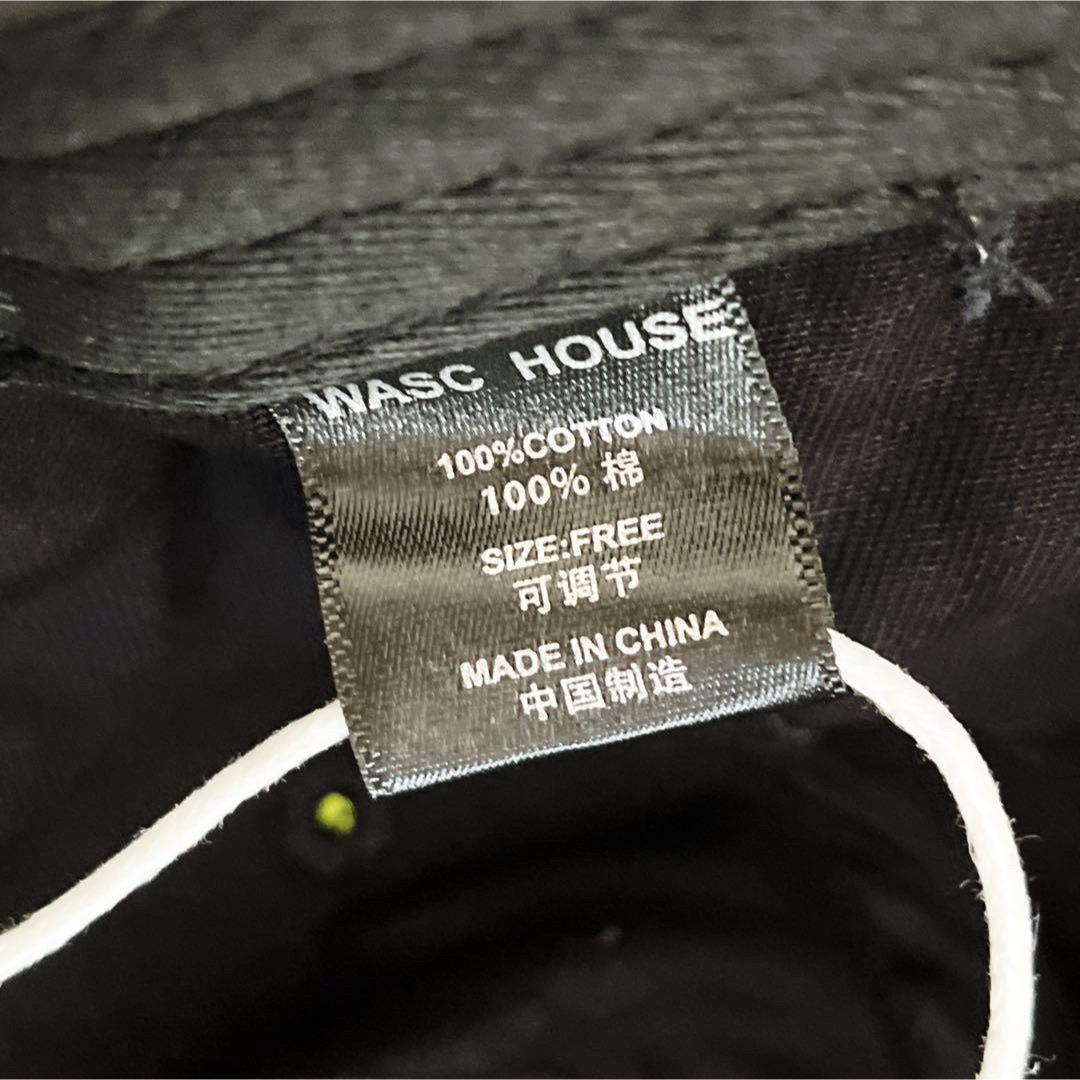 WASC HOUSE
100%COTTON
100% 棉
SIZE:FREE
可调节
MADE IN CHINA
中国制造